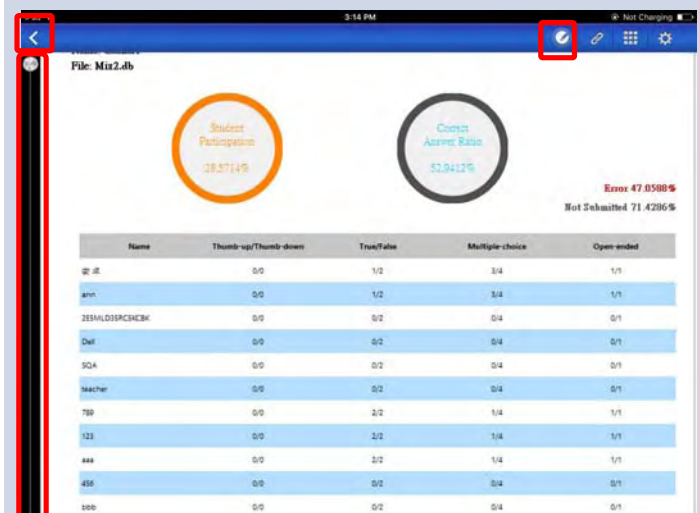 3:14 PM
Not Charging
File: Mix2.db
Student
Participation
28.5714%
Correct
Answer Ratio
52.9412%
Error 47.0588%
Not Submitted 71.4286%
Name Thumb-up/Thumb-down True/False Multiple-choice Open-ended
0/0 1/2 3/4 1/1
ann 0/0 1/2 3/4 1/1
0/0 0/2 0/4 0/1
Dell 0/0 0/2 0/4 0/1
SQA 0/0 0/2 0/4 0/1
teacher 0/0 0/2 0/4 0/1
789 0/0 2/2 1/4 1/1
123 0/0 2/2 1/4 1/1
aaa 0/0 2/2 1/4 1/1
456 0/0 0/2 0/4 0/1
bbb 0/0 0/2 0/4 0/1